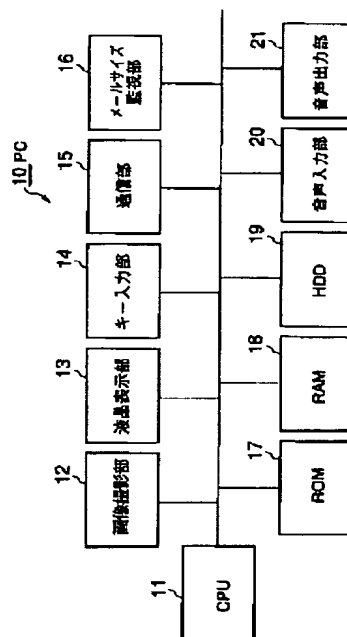 10 PC
11
CPU
12
画像撮影部
13
液晶表示部
14
キー入力部
15
通信部
16
メールサイズ
監視部
17
ROM
18
RAM
19
HDD
20
音声入力部
21
音声出力部